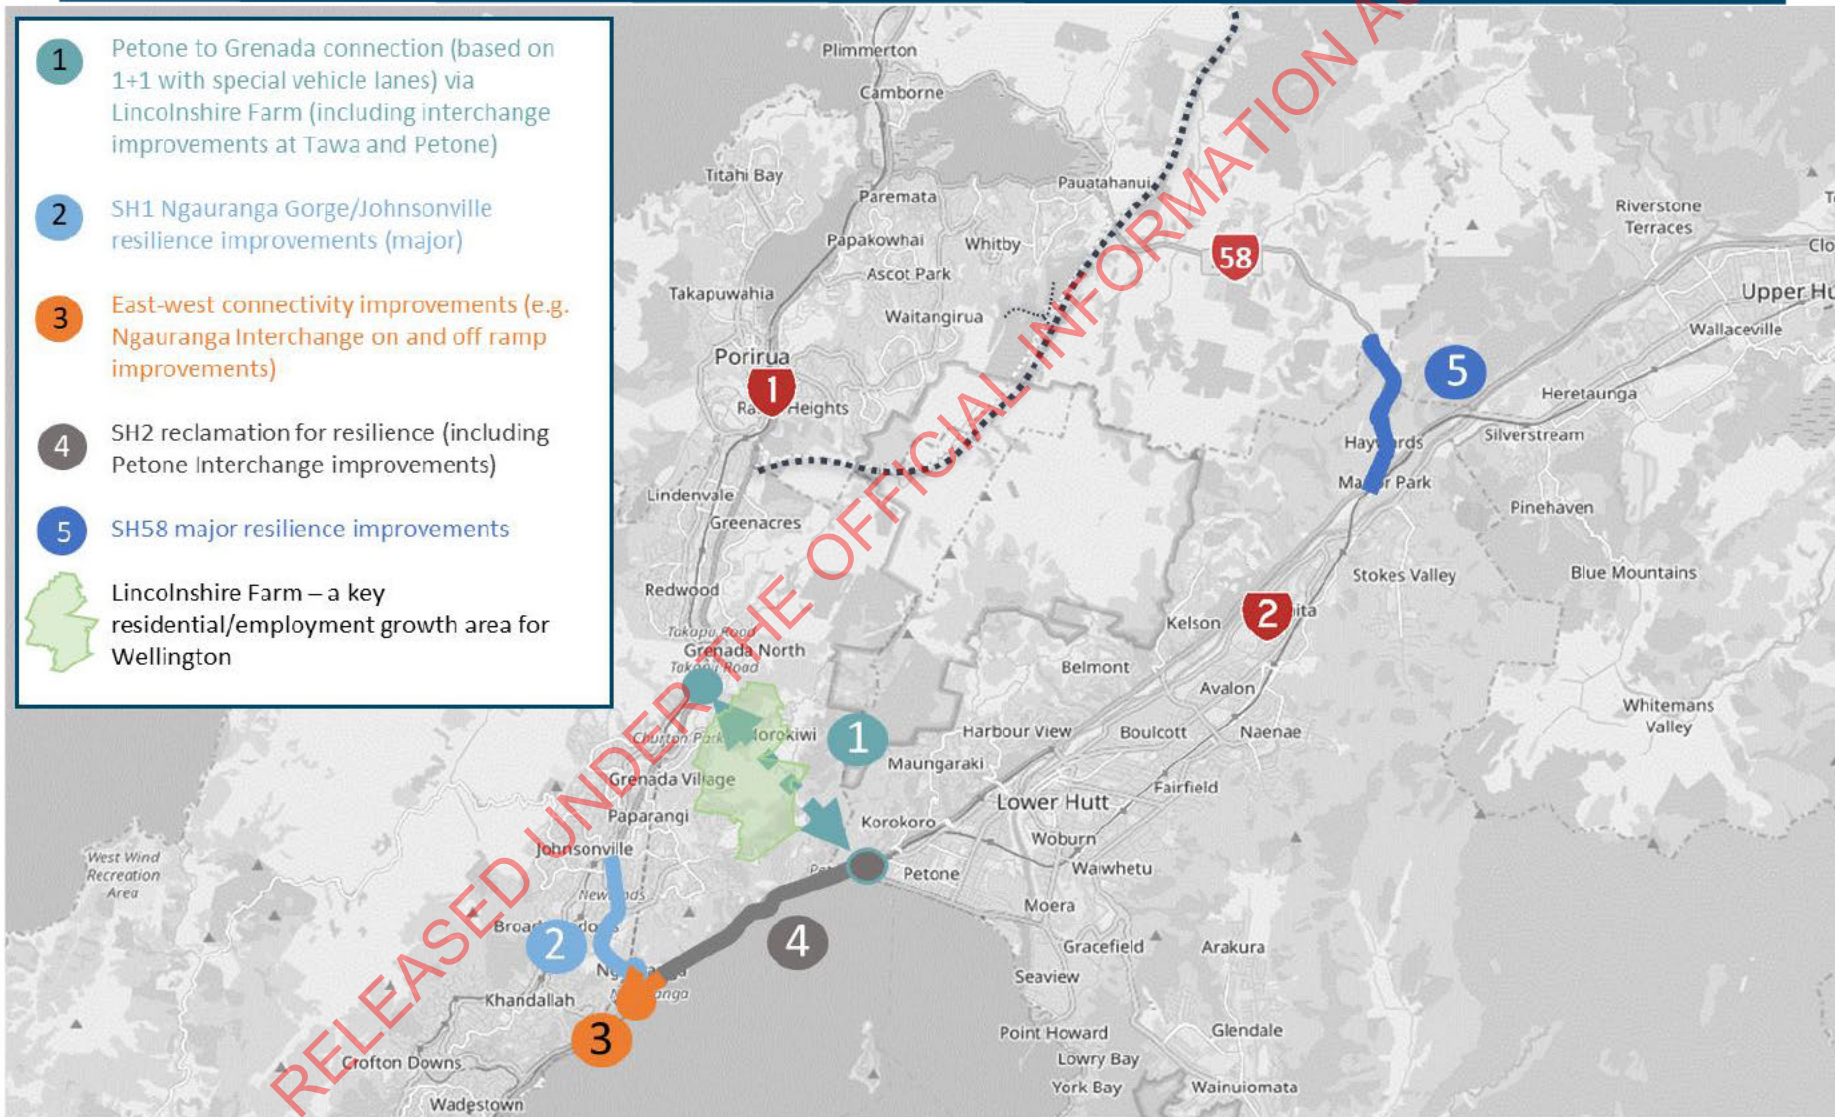 1
Petone to Grenada connection (based on
1+1 with special vehicle lanes) via
Lincolnshire Farm (including interchange
improvements at Tawa and Petone)
2
SH1 Ngauranga Gorge/Johnsonville
resilience improvements (major)
3
East-west connectivity improvements (e.g.
Ngauranga Interchange on and off ramp
improvements)
4
SH2 reclamation for resilience (including
Petone Interchange improvements)
5
SH58 major resilience improvements
Lincolnshire Farm – a key
residential/employment growth area for
Wellington
RELEASED UNDER THE OFFICIAL INFORMATION
Plimmerton
Camborne
Titahi Bay
Pauatahanui
Paremata
Riverstone
Terraces
Papakowhai
Whitby
Ascot Park
58
Takapuwahia
Upper Hu
Waitangirua
Wallaceville
Porirua
1
5
Heights
Heretaunga
Silverstream
Lindenvale
Pinehaven
Greenacres
Stokes Valley
Blue Mountains
Redwood
2
Kelson
Takapu Road
Grenada North
Takapu Road
Belmont
Avalon
Whitemans
Valley
Churton Park
1
Harbour View
Boulcott
Naenae
Maungaraki
Grenada Village
Fairfield
Lower Hutt
Paparangi
Korokoro
Woburn
Johnsonville
West Wind
Recreation
Area
Petone
Waiwhetu
Moera
2
4
Gracefield
Arakura
Seaview
Khandallah
3
Point Howard
Glendale
Crofton Downs
Lowry Bay
York Bay
Wainuiomata
Wadestown